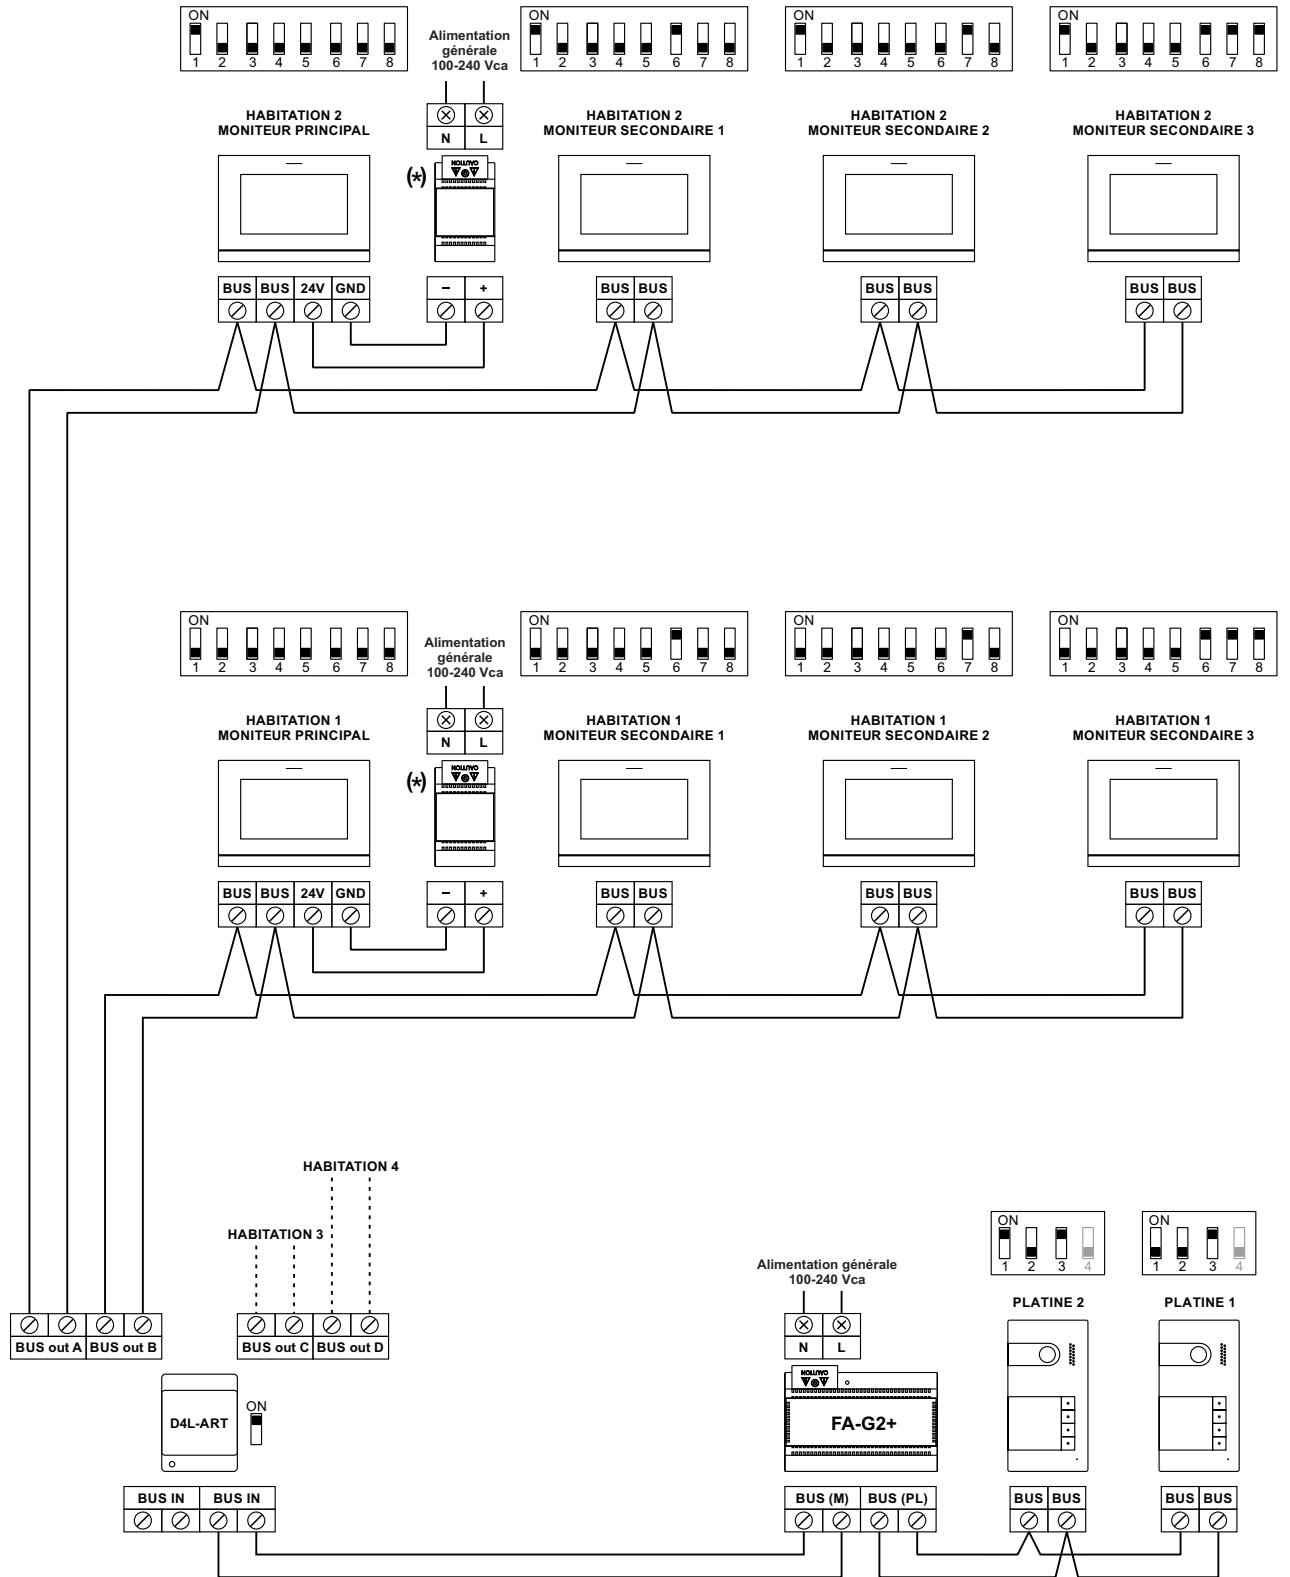 ON ON ON ON
1 2 3 4 5 6 7 8 1 2 3 4 5 6 7 8 1 2 3 4 5 6 7 8 1 2 3 4 5 6 7 8
Alimentation
générale
100-240 Vca
HABITATION 2
MONITEUR PRINCIPAL
N L
HABITATION 2
MONITEUR SECONDAIRE 1
HABITATION 2
MONITEUR SECONDAIRE 2
HABITATION 2
MONITEUR SECONDAIRE 3
(*)
CAUTION
BUS BUS 24V GND – + BUS BUS BUS BUS BUS BUS
ON ON ON ON
1 2 3 4 5 6 7 8 1 2 3 4 5 6 7 8 1 2 3 4 5 6 7 8 1 2 3 4 5 6 7 8
Alimentation
générale
100-240 Vca
HABITATION 1
MONITEUR PRINCIPAL
N L
HABITATION 1
MONITEUR SECONDAIRE 1
HABITATION 1
MONITEUR SECONDAIRE 2
HABITATION 1
MONITEUR SECONDAIRE 3
(*)
CAUTION
BUS BUS 24V GND – + BUS BUS BUS BUS BUS BUS
HABITATION 4
HABITATION 3
ON ON
1 2 3 4 1 2 3 4
Alimentation générale
100-240 Vca
PLATINE 2 PLATINE 1
BUS out A BUS out B BUS out C BUS out D
N L
CAUTION
D4L-ART
ON
FA-G2+
BUS IN BUS IN BUS (M) BUS (PL) BUS BUS BUS BUS